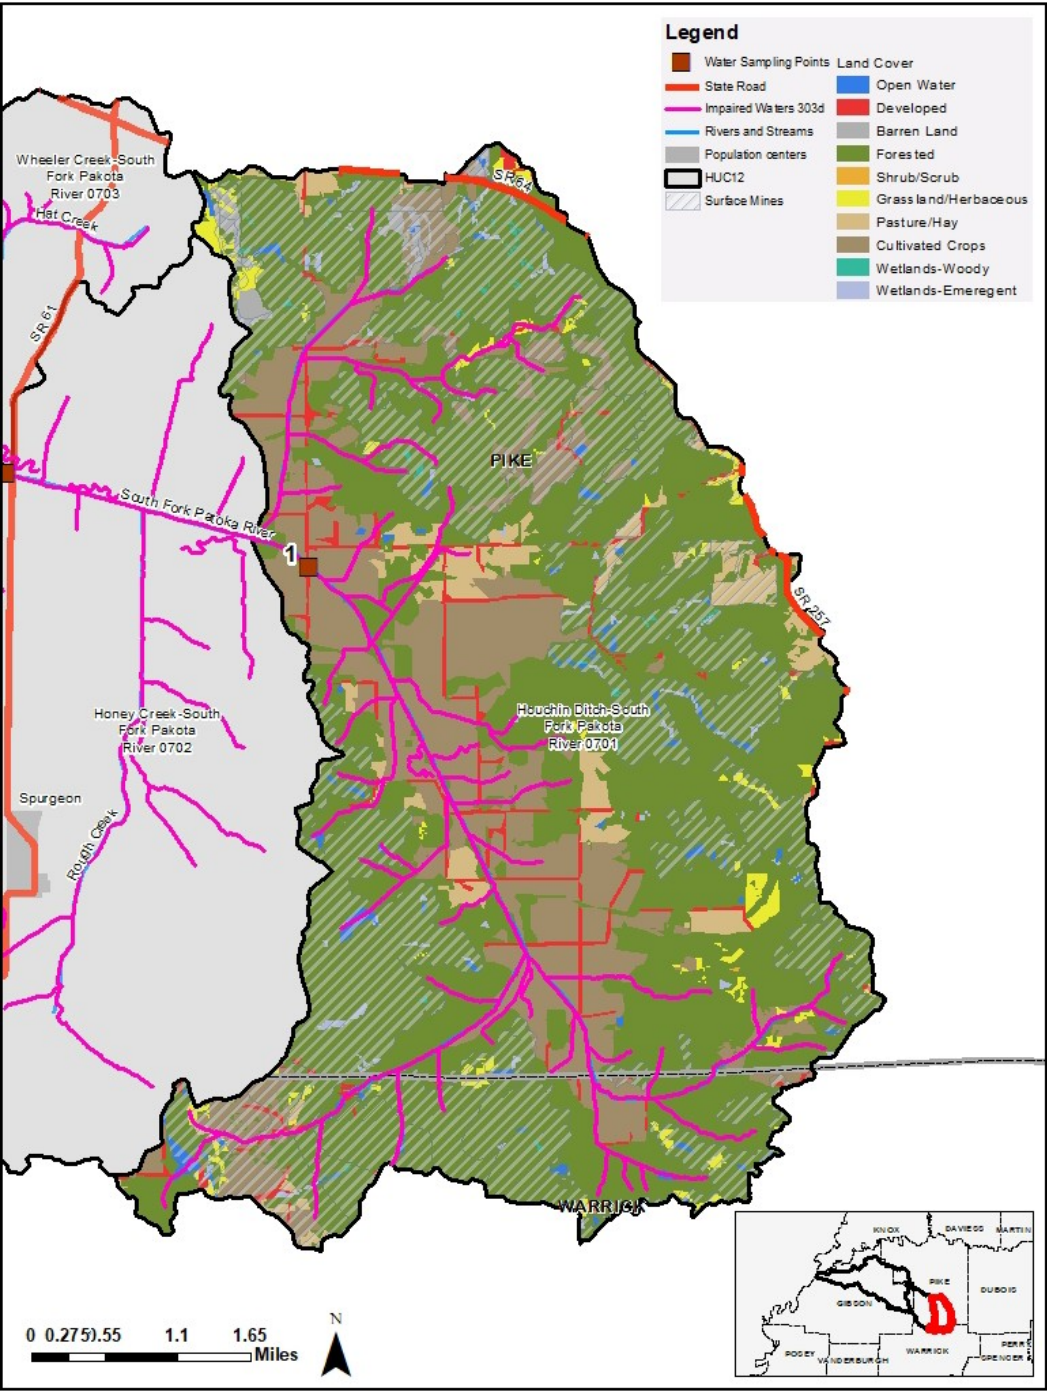 Legend
Water Sampling Points
State Road
Impaired Waters 303d
Rivers and Streams
Population centers
HUC12
Surface Mines
Land Cover
Open Water
Developed
Barren Land
Forested
Shrub/Scrub
Grassland/Herbaceous
Pasture/Hay
Cultivated Crops
Wetlands-Woody
Wetlands-Emeregent
Wheeler Creek-South
Fork Pakota
River 0703
Hat Creek
SR 64
SR 61
PIKE
South Fork Patoka River
1
SR 257
Houchin Ditch-South
Fork Pakota
River 0701
Honey Creek-South
Fork Pakota
River 0702
Spurgeon
Rough Creek
WARRICK
KNOX
DAVIESS
MARTIN
PIKE
DUBOIS
GIBSON
WARRICK
PERRY
SPENCER
POSEY
VANDERBURGH
N
0 0.275 0.55 1.1 1.65
Miles